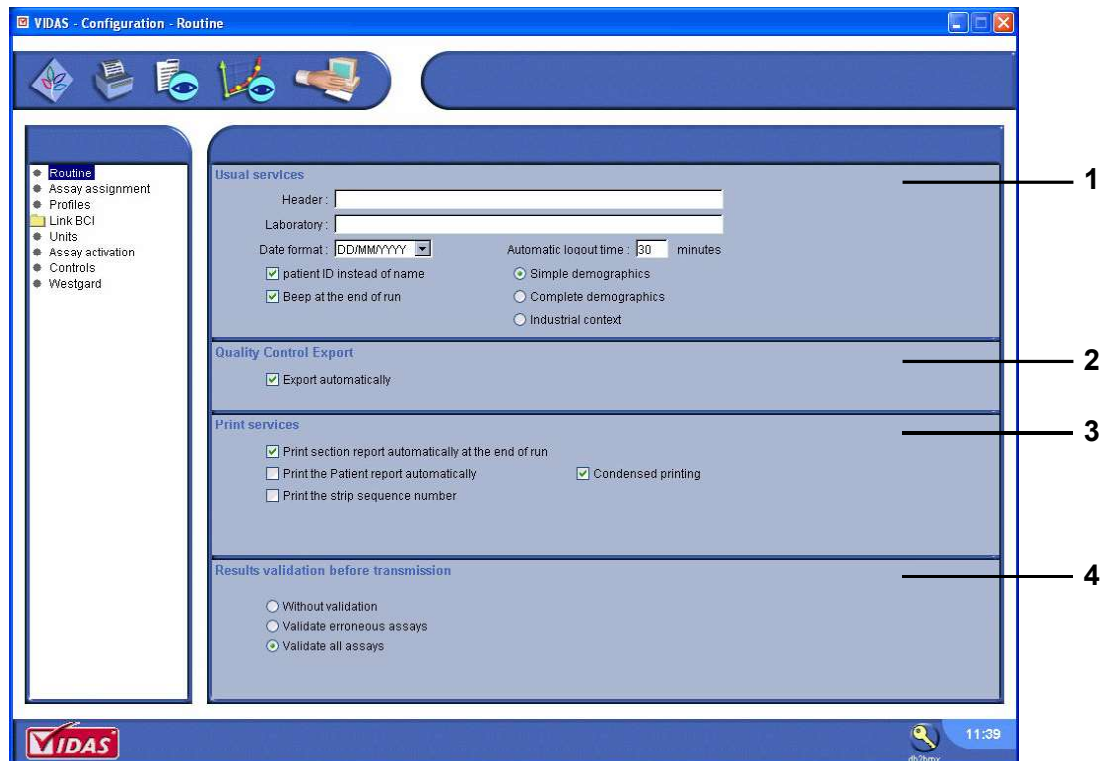 VIDAS - Configuration - Routine
Routine
Assay assignment
Profiles
Link BCI
Units
Assay activation
Controls
Westgard
Usual services
Header :
Laboratory :
Date format : DD/MM/YYYY Automatic logout time : 30 minutes
patient ID instead of name Simple demographics
Beep at the end of run Complete demographics
Industrial context
Quality Control Export
Export automatically
Print services
Print section report automatically at the end of run
Print the Patient report automatically Condensed printing
Print the strip sequence number
Results validation before transmission
Without validation
Validate erroneous assays
Validate all assays
1
2
3
4
VIDAS
11:39